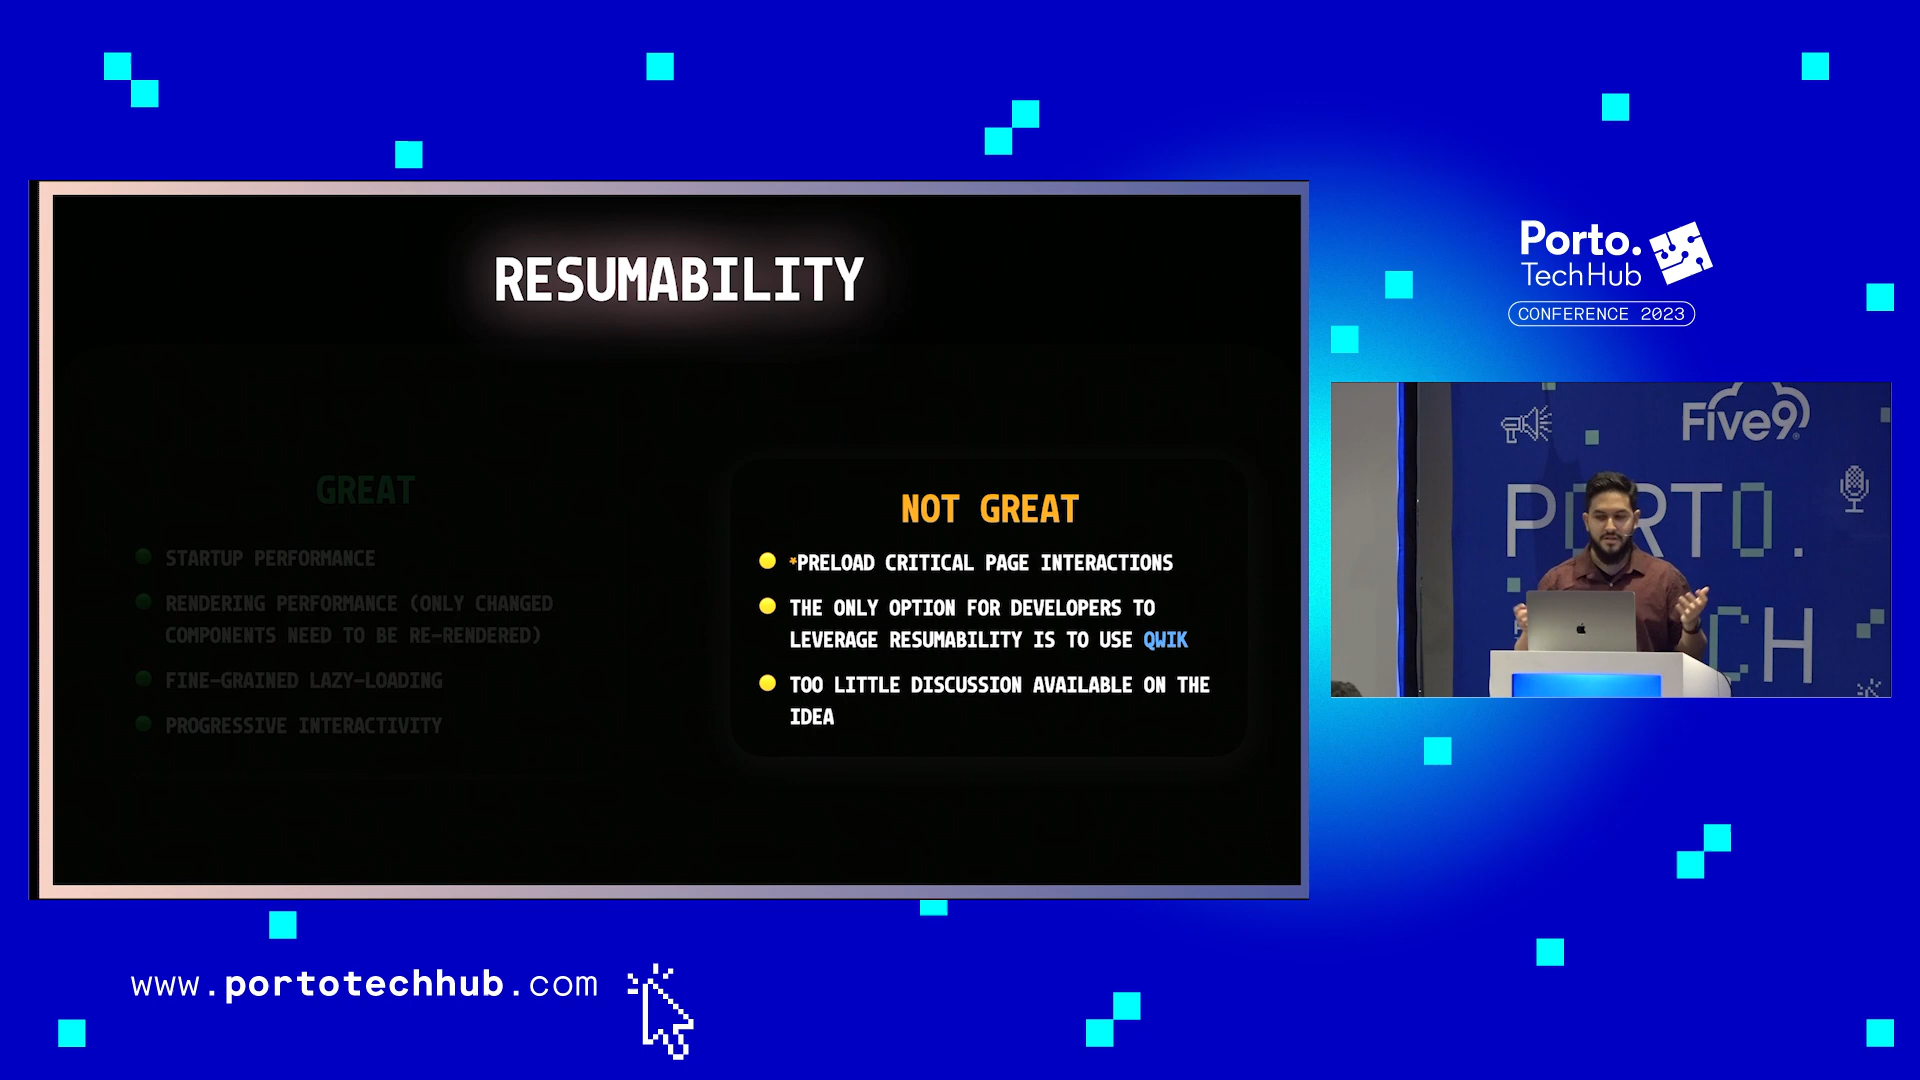 RESUMABILITY
GREAT
STARTUP PERFORMANCE
RENDERING PERFORMANCE (ONLY CHANGED
COMPONENTS NEED TO BE RE-RENDERED)
FINE-GRAINED LAZY-LOADING
PROGRESSIVE INTERACTIVITY
NOT GREAT
*PRELOAD CRITICAL PAGE INTERACTIONS
THE ONLY OPTION FOR DEVELOPERS TO
LEVERAGE RESUMABILITY IS TO USE QWIK
TOO LITTLE DISCUSSION AVAILABLE ON THE
IDEA
Porto.
TechHub
CONFERENCE 2023
Five9
PORTO.
CH
www.portotechhub.com